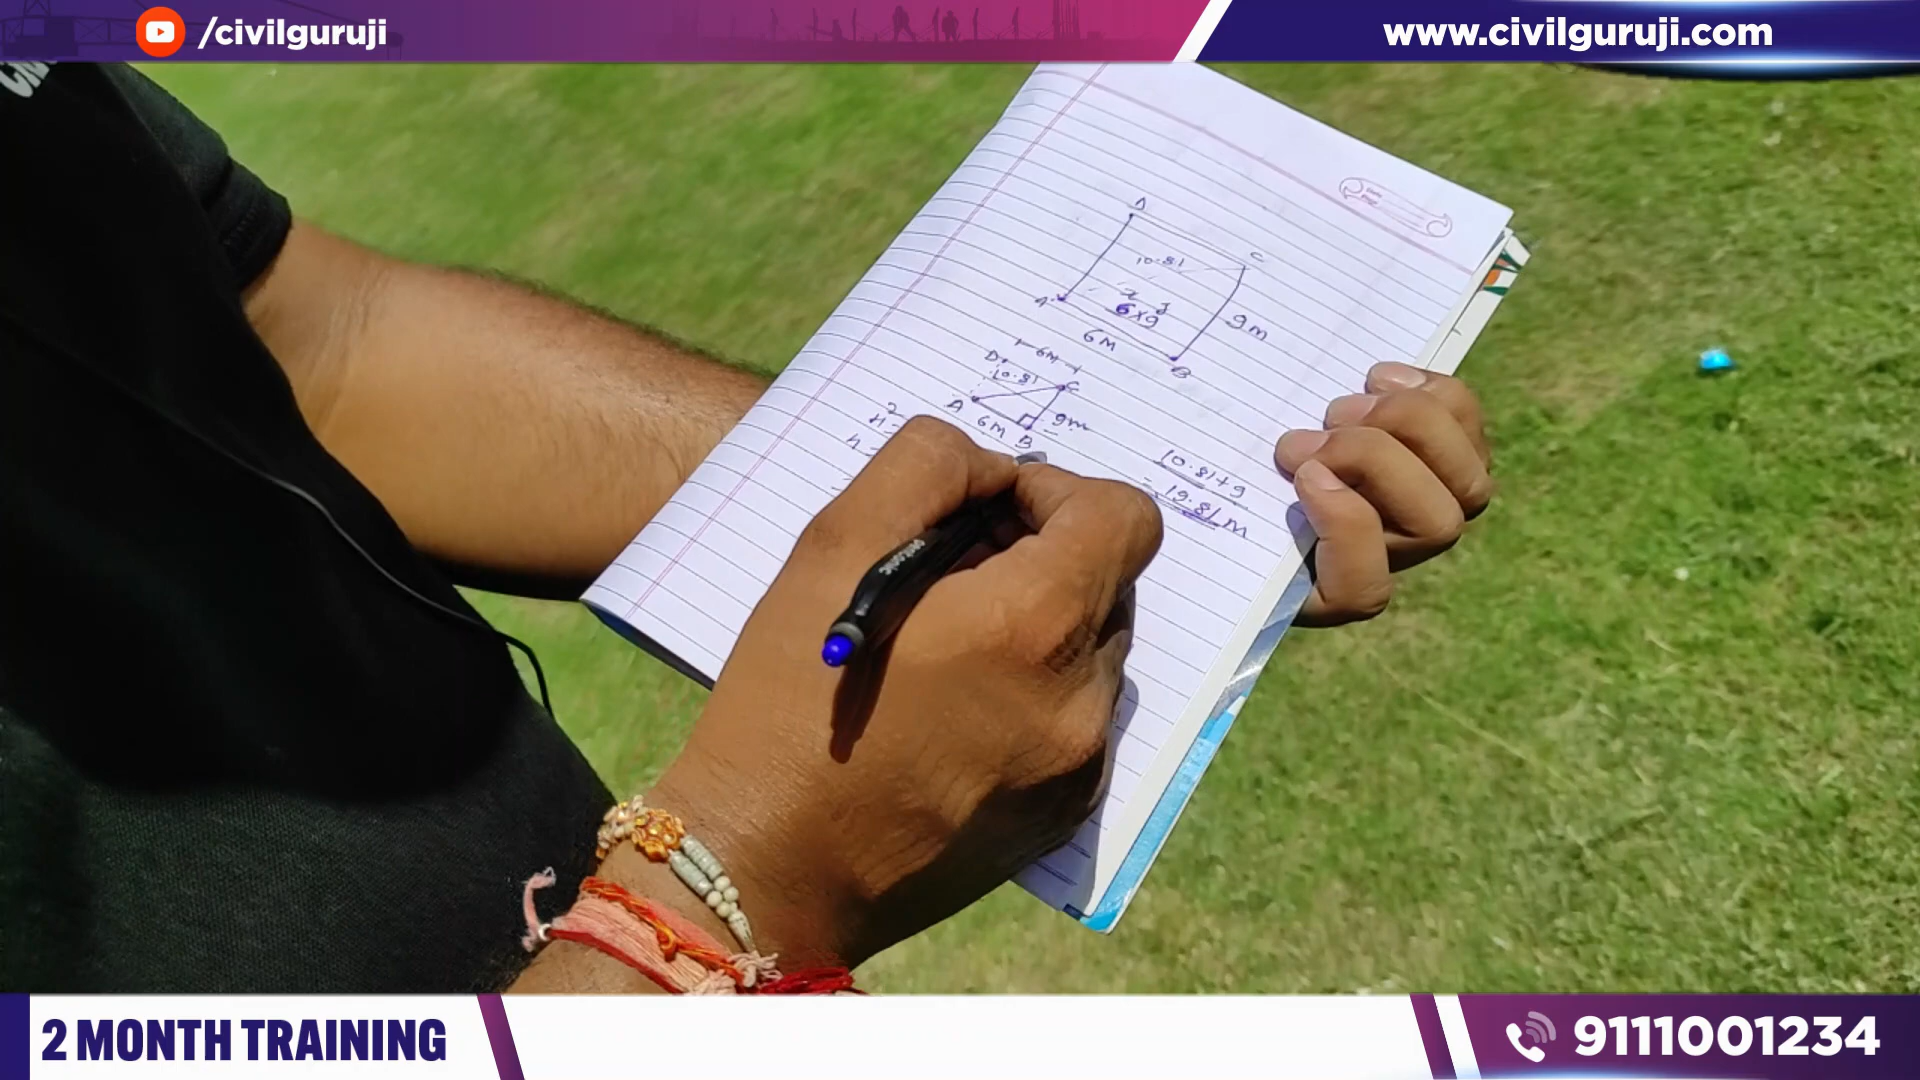 /civilguruji
www.civilguruji.com
D
C
10.81
A
6x9
9m
6M
B
6M
D
10.81
C
A
9m
6M B
10.81+9
= 19.81 M
2 MONTH TRAINING
9111001234